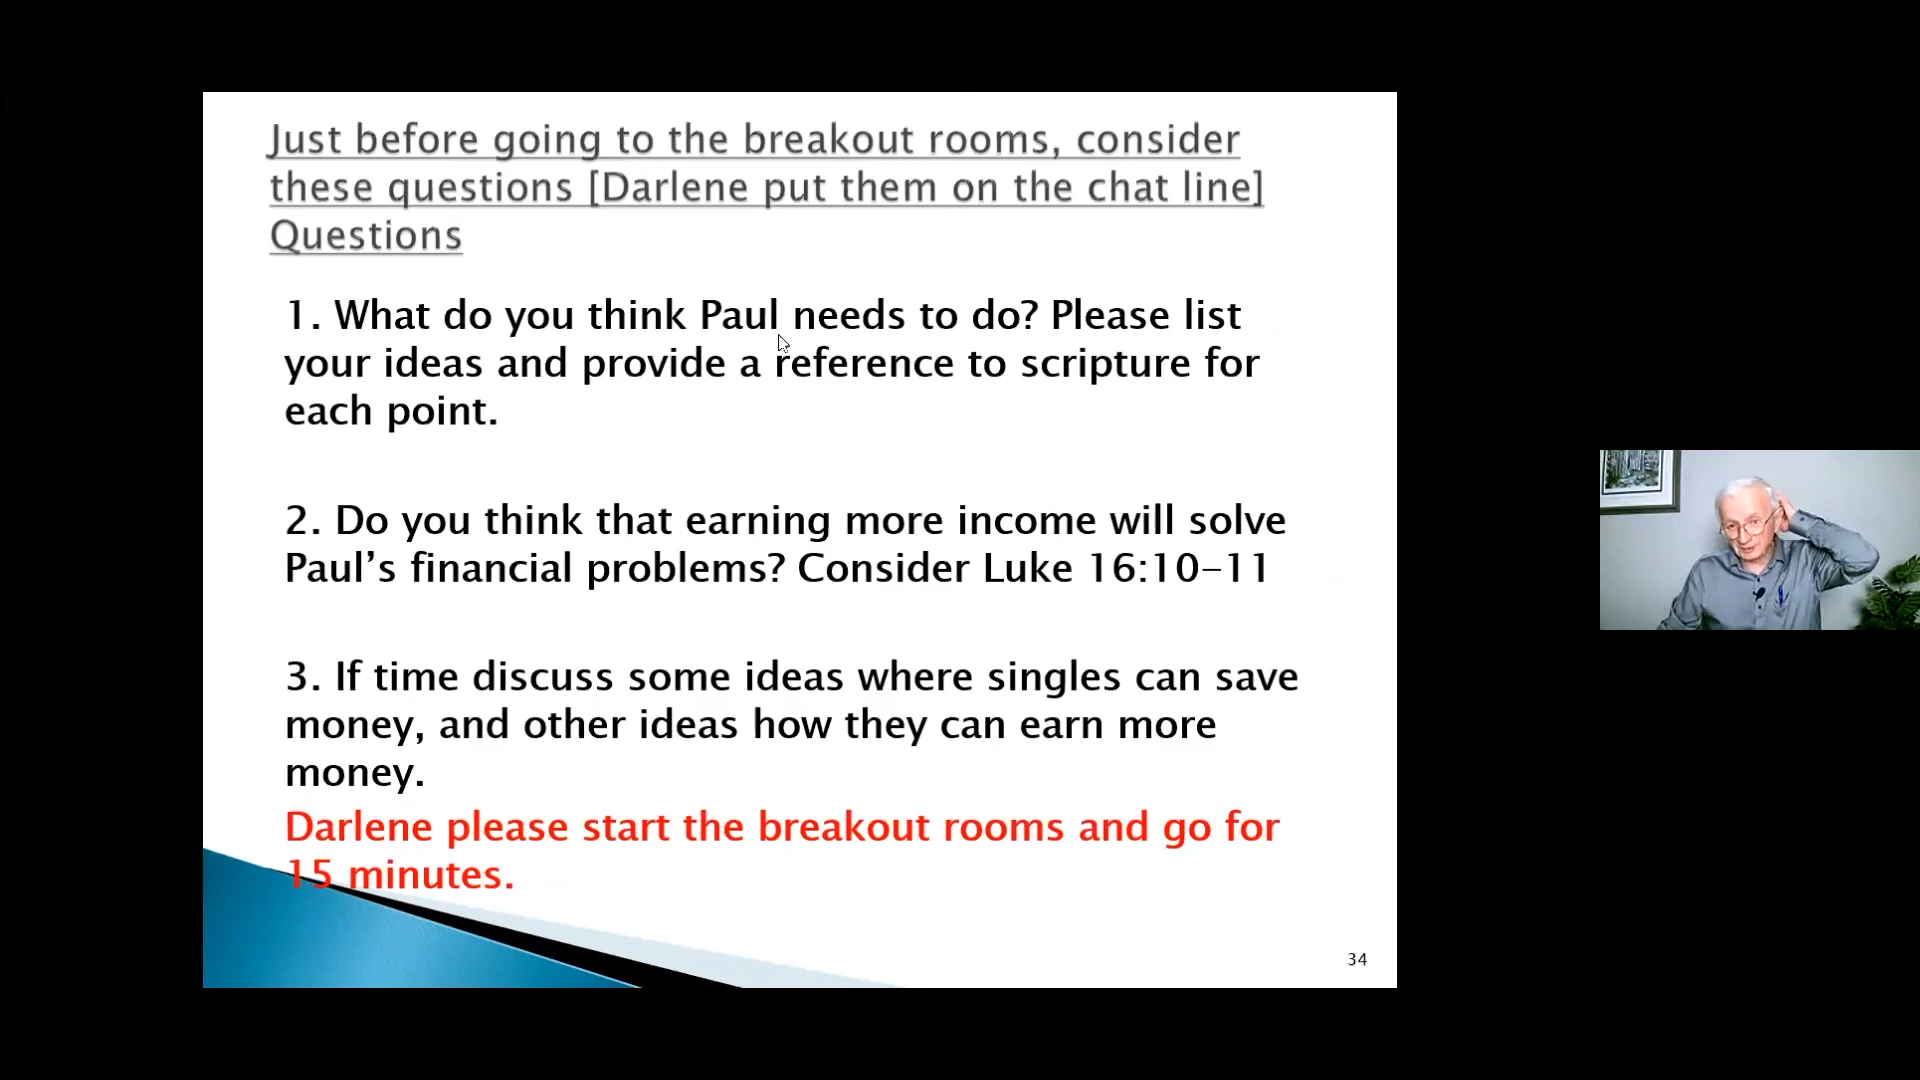 Just before going to the breakout rooms, consider
these questions [Darlene put them on the chat line]
Questions
1. What do you think Paul needs to do? Please list
your ideas and provide a reference to scripture for
each point.
2. Do you think that earning more income will solve
Paul’s financial problems? Consider Luke 16:10-11
3. If time discuss some ideas where singles can save
money, and other ideas how they can earn more
money.
Darlene please start the breakout rooms and go for
15 minutes.
34